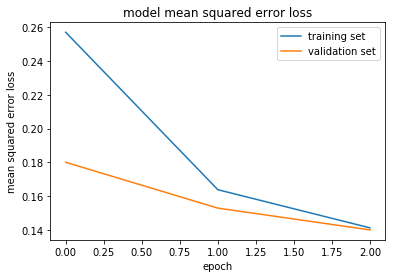 model mean squared error loss
training set
validation set
mean squared error loss
0.26
0.24
0.22
0.20
0.18
0.16
0.14
0.00 0.25 0.50 0.75 1.00 1.25 1.50 1.75 2.00
epoch